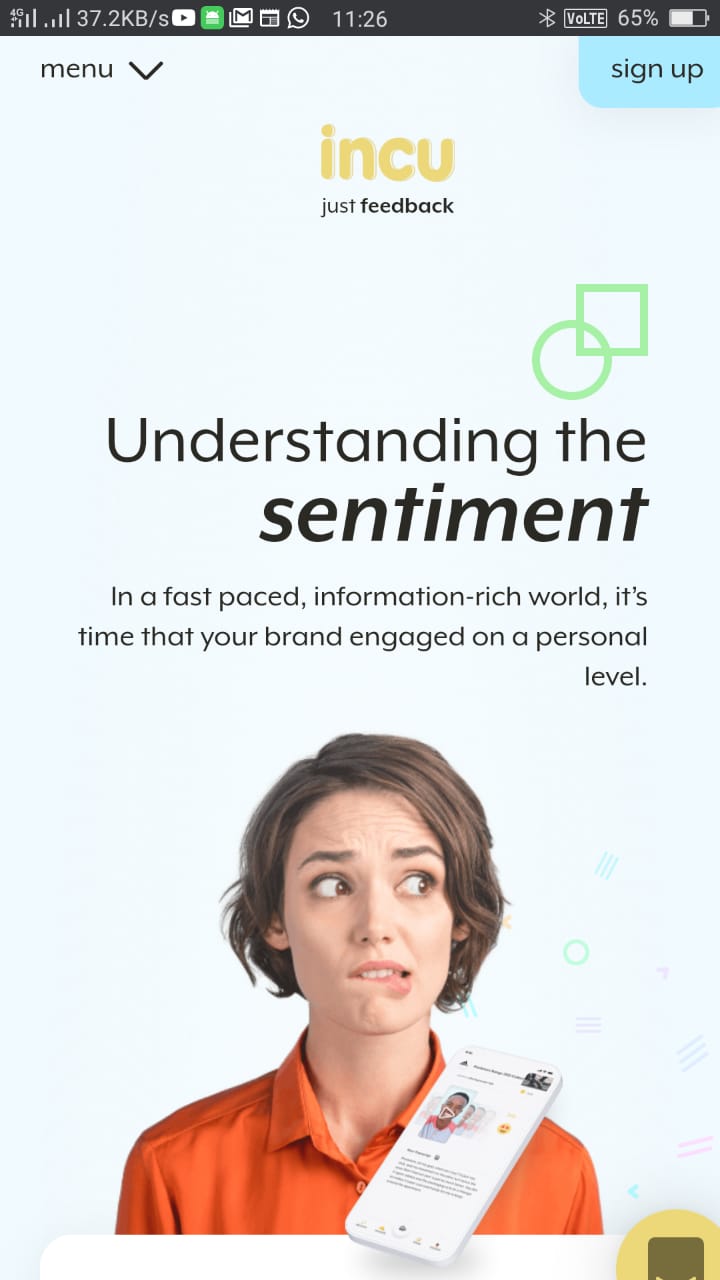 4G 37.2KB/s 11:26 VoLTE 65%
menu sign up
incu
just feedback
Understanding the
sentiment
In a fast paced, information-rich world, it’s
time that your brand engaged on a personal
level.